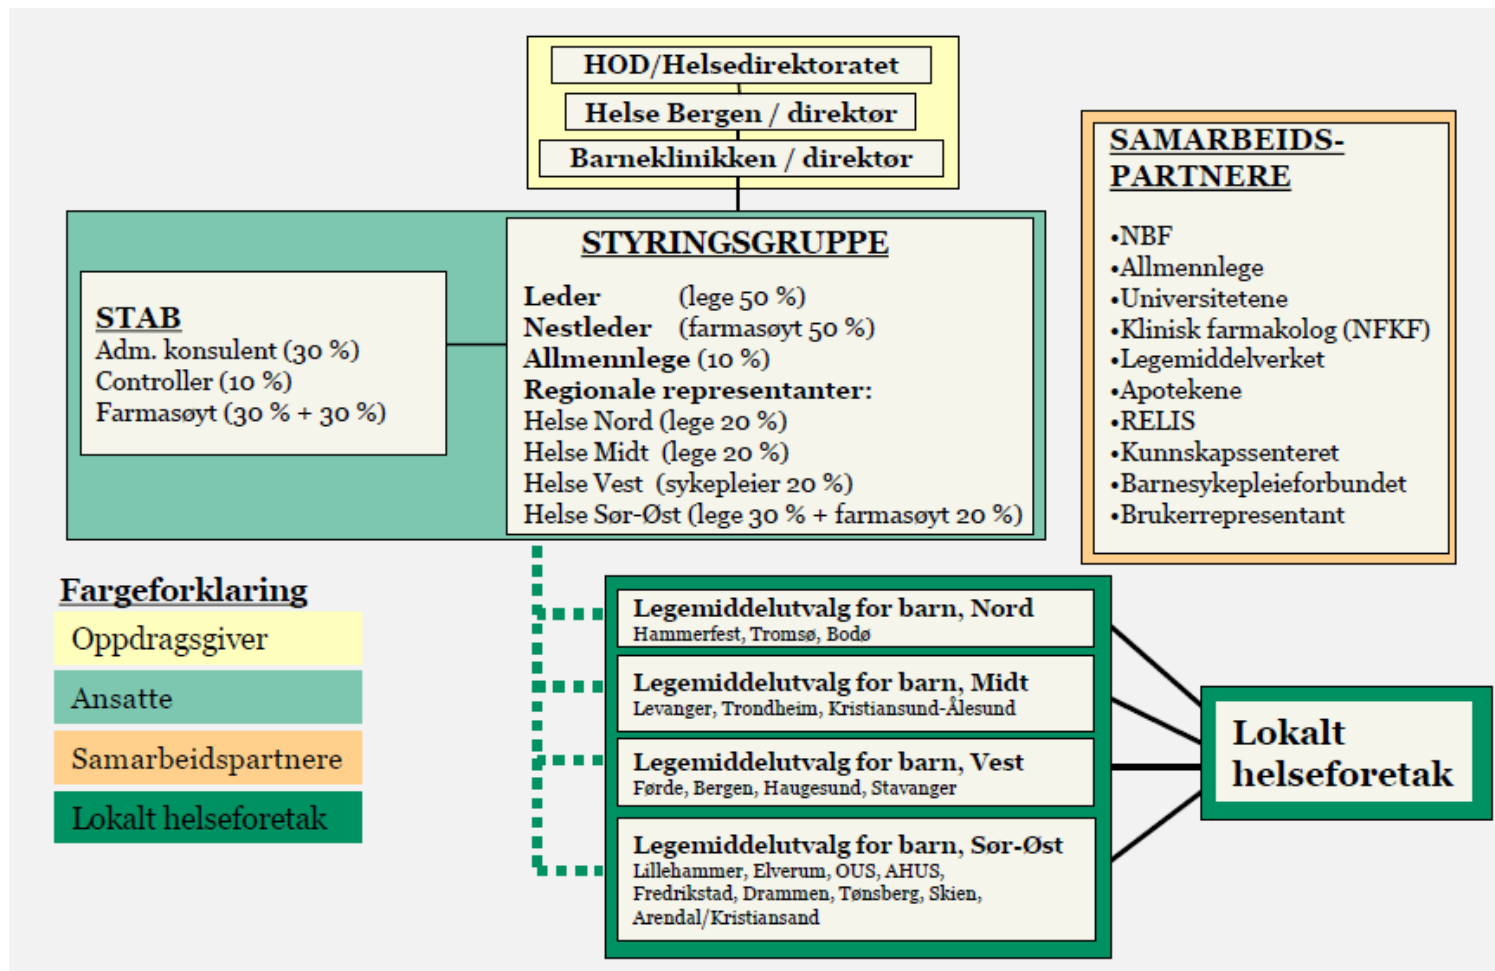 HOD/Helsedirektoratet
Helse Bergen / direktør
Barneklinikken / direktør
STAB
Adm. konsulent (30 %)
Controller (10 %)
Farmasøyt (30 % + 30 %)
STYRINGSGRUPPE
Leder (lege 50 %)
Nestleder (farmasøyt 50 %)
Allmennlege (10 %)
Regionale representanter:
Helse Nord (lege 20 %)
Helse Midt (lege 20 %)
Helse Vest (sykepleier 20 %)
Helse Sør-Øst (lege 30 % + farmasøyt 20 %)
SAMARBEIDS-
PARTNERE
•NBF
•Allmennlege
•Universitetene
•Klinisk farmakolog (NFKF)
•Legemiddelverket
•Apotekene
•RELIS
•Kunnskapssenteret
•Barnesykepleieforbundet
•Brukerrepresentant
Fargeforklaring
Oppdragsgiver
Ansatte
Samarbeidspartnere
Lokalt helseforetak
Legemiddelutvalg for barn, Nord
Hammerfest, Tromsø, Bodø
Legemiddelutvalg for barn, Midt
Levanger, Trondheim, Kristiansund-Ålesund
Legemiddelutvalg for barn, Vest
Førde, Bergen, Haugesund, Stavanger
Legemiddelutvalg for barn, Sør-Øst
Lillehammer, Elverum, OUS, AHUS,
Fredrikstad, Drammen, Tønsberg, Skien,
Arendal/Kristiansand
Lokalt
helseforetak